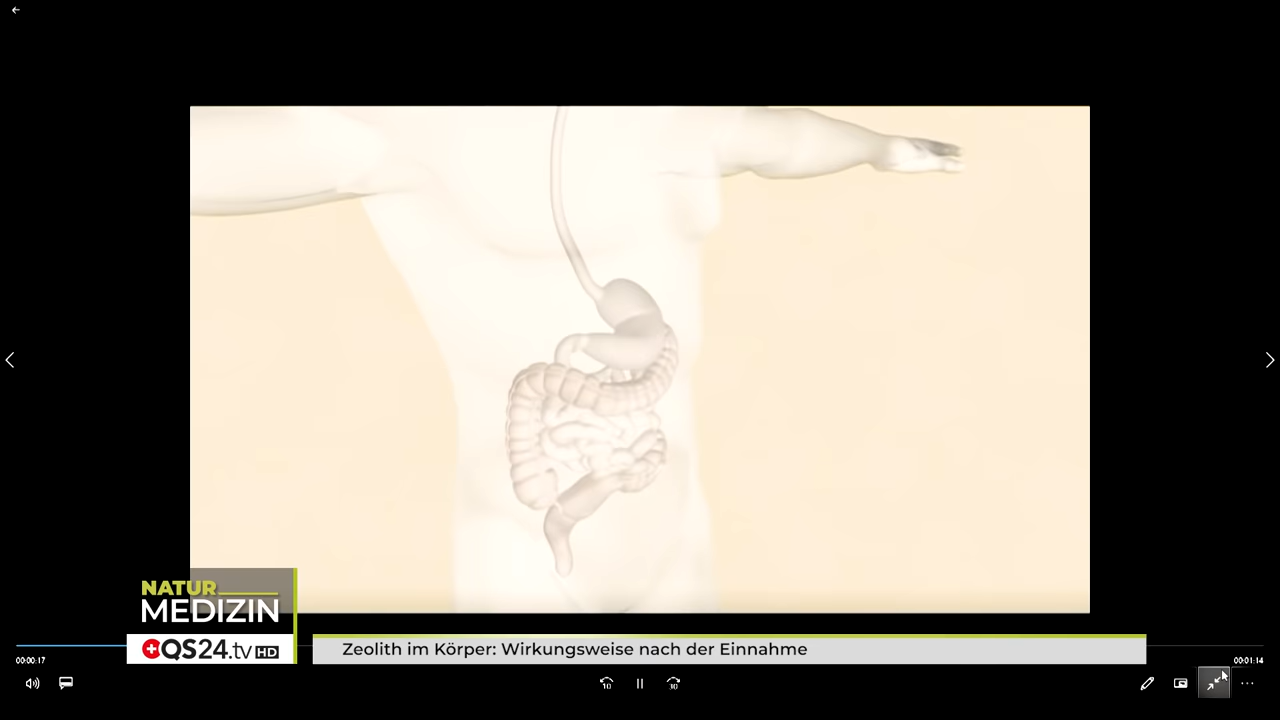 NATUR
MEDIZIN
QS24.tv HD
Zeolith im Körper: Wirkungsweise nach der Einnahme
00:00:17
00:01:14
10
30